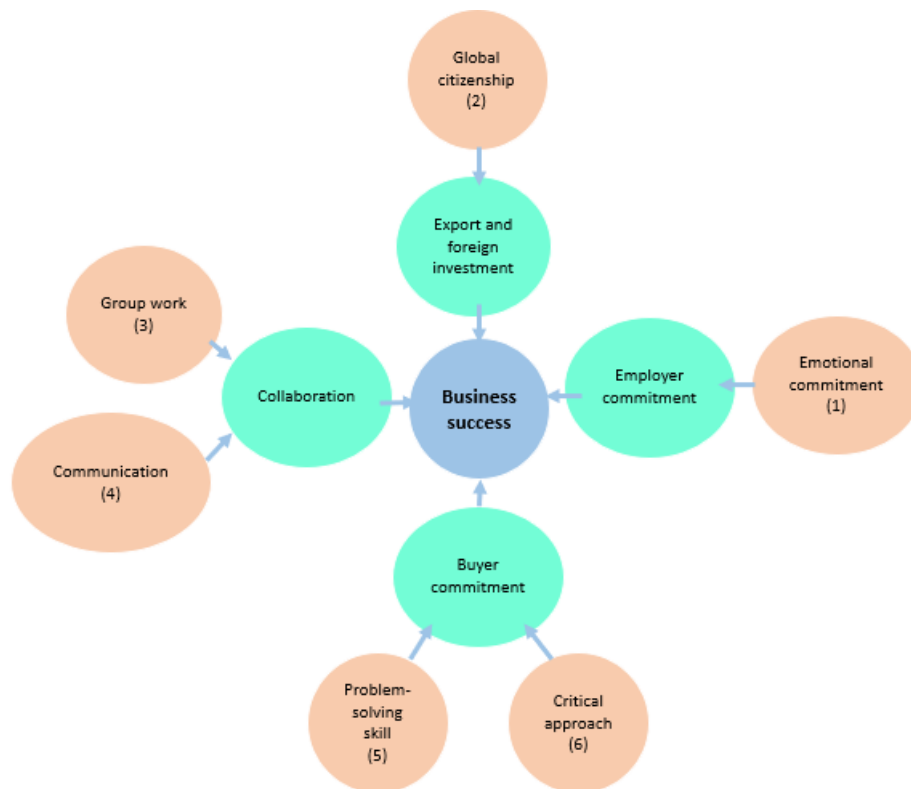 Global
citizenship
(2)
Export and
foreign
investment
Group work
(3)
Collaboration
Communication
(4)
Business
success
Employer
commitment
Emotional
commitment
(1)
Buyer
commitment
Problem-
solving
skill
(5)
Critical
approach
(6)